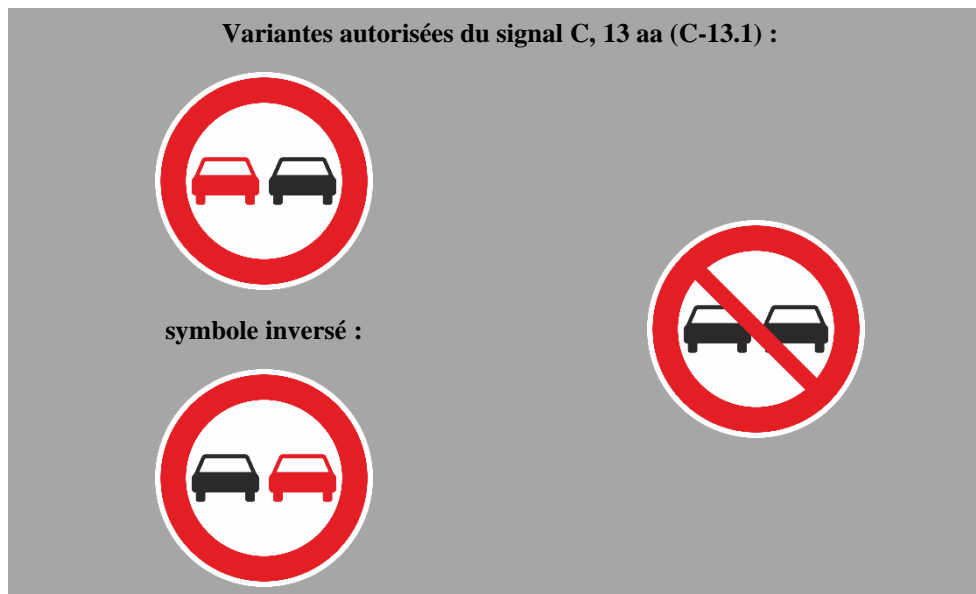 Variantes autorisées du signal C, 13 aa (C-13.1) :
symbole inversé :